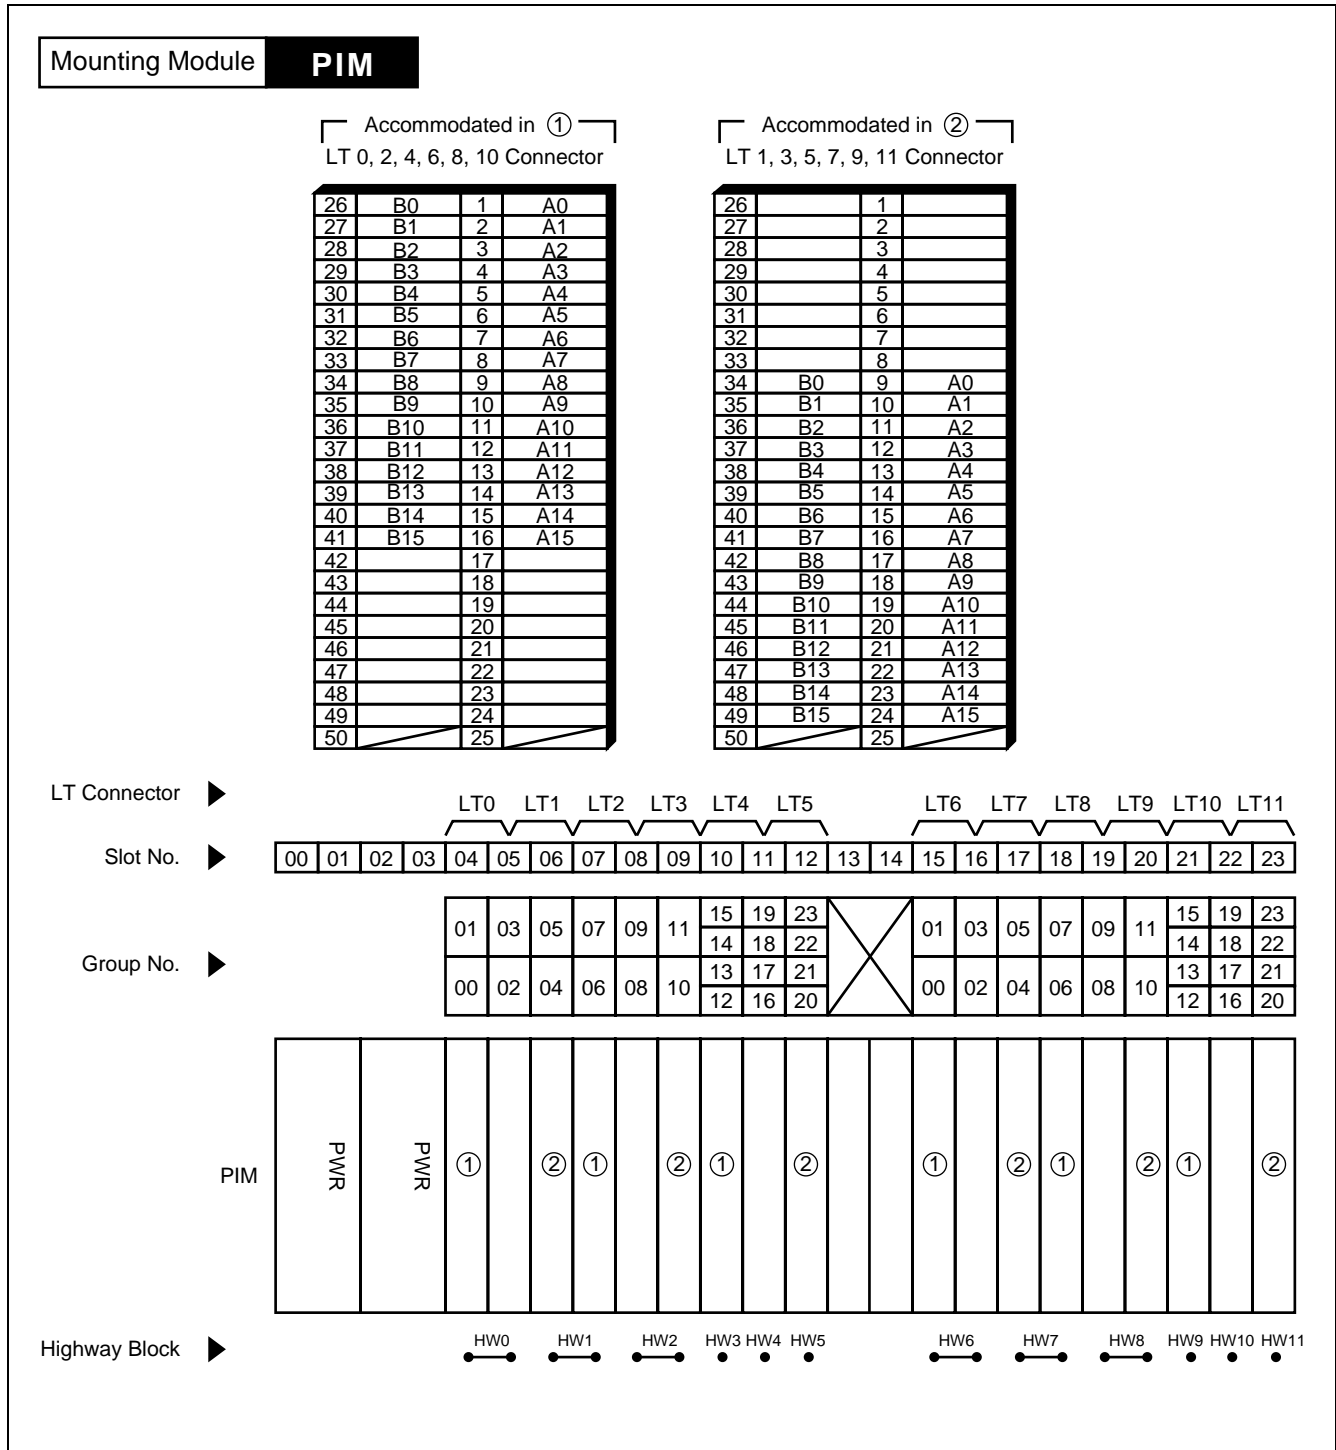 Mounting Module PIM
Accommodated in ① Accommodated in ②
LT 0, 2, 4, 6, 8, 10 Connector LT 1, 3, 5, 7, 9, 11 Connector
26 B0 1 A0 26 1
27 B1 2 A1 27 2
28 B2 3 A2 28 3
29 B3 4 A3 29 4
30 B4 5 A4 30 5
31 B5 6 A5 31 6
32 B6 7 A6 32 7
33 B7 8 A7 33 8
34 B8 9 A8 34 B0 9 A0
35 B9 10 A9 35 B1 10 A1
36 B10 11 A10 36 B2 11 A2
37 B11 12 A11 37 B3 12 A3
38 B12 13 A12 38 B4 13 A4
39 B13 14 A13 39 B5 14 A5
40 B14 15 A14 40 B6 15 A6
41 B15 16 A15 41 B7 16 A7
42 17 42 B8 17 A8
43 18 43 B9 18 A9
44 19 44 B10 19 A10
45 20 45 B11 20 A11
46 21 46 B12 21 A12
47 22 47 B13 22 A13
48 23 48 B14 23 A14
49 24 49 B15 24 A15
50 25 50 25
LT Connector LT0 LT1 LT2 LT3 LT4 LT5 LT6 LT7 LT8 LT9 LT10 LT11
Slot No. 00 01 02 03 04 05 06 07 08 09 10 11 12 13 14 15 16 17 18 19 20 21 22 23
15 19 23 15 19 23
01 03 05 07 09 11 01 03 05 07 09 11
14 18 22 14 18 22
Group No.
13 17 21 13 17 21
00 02 04 06 08 10 00 02 04 06 08 10
12 16 20 12 16 20
PIM PWR PWR ① ② ① ② ① ② ① ② ① ② ① ②
Highway Block HW0 HW1 HW2 HW3 HW4 HW5 HW6 HW7 HW8 HW9 HW10 HW11